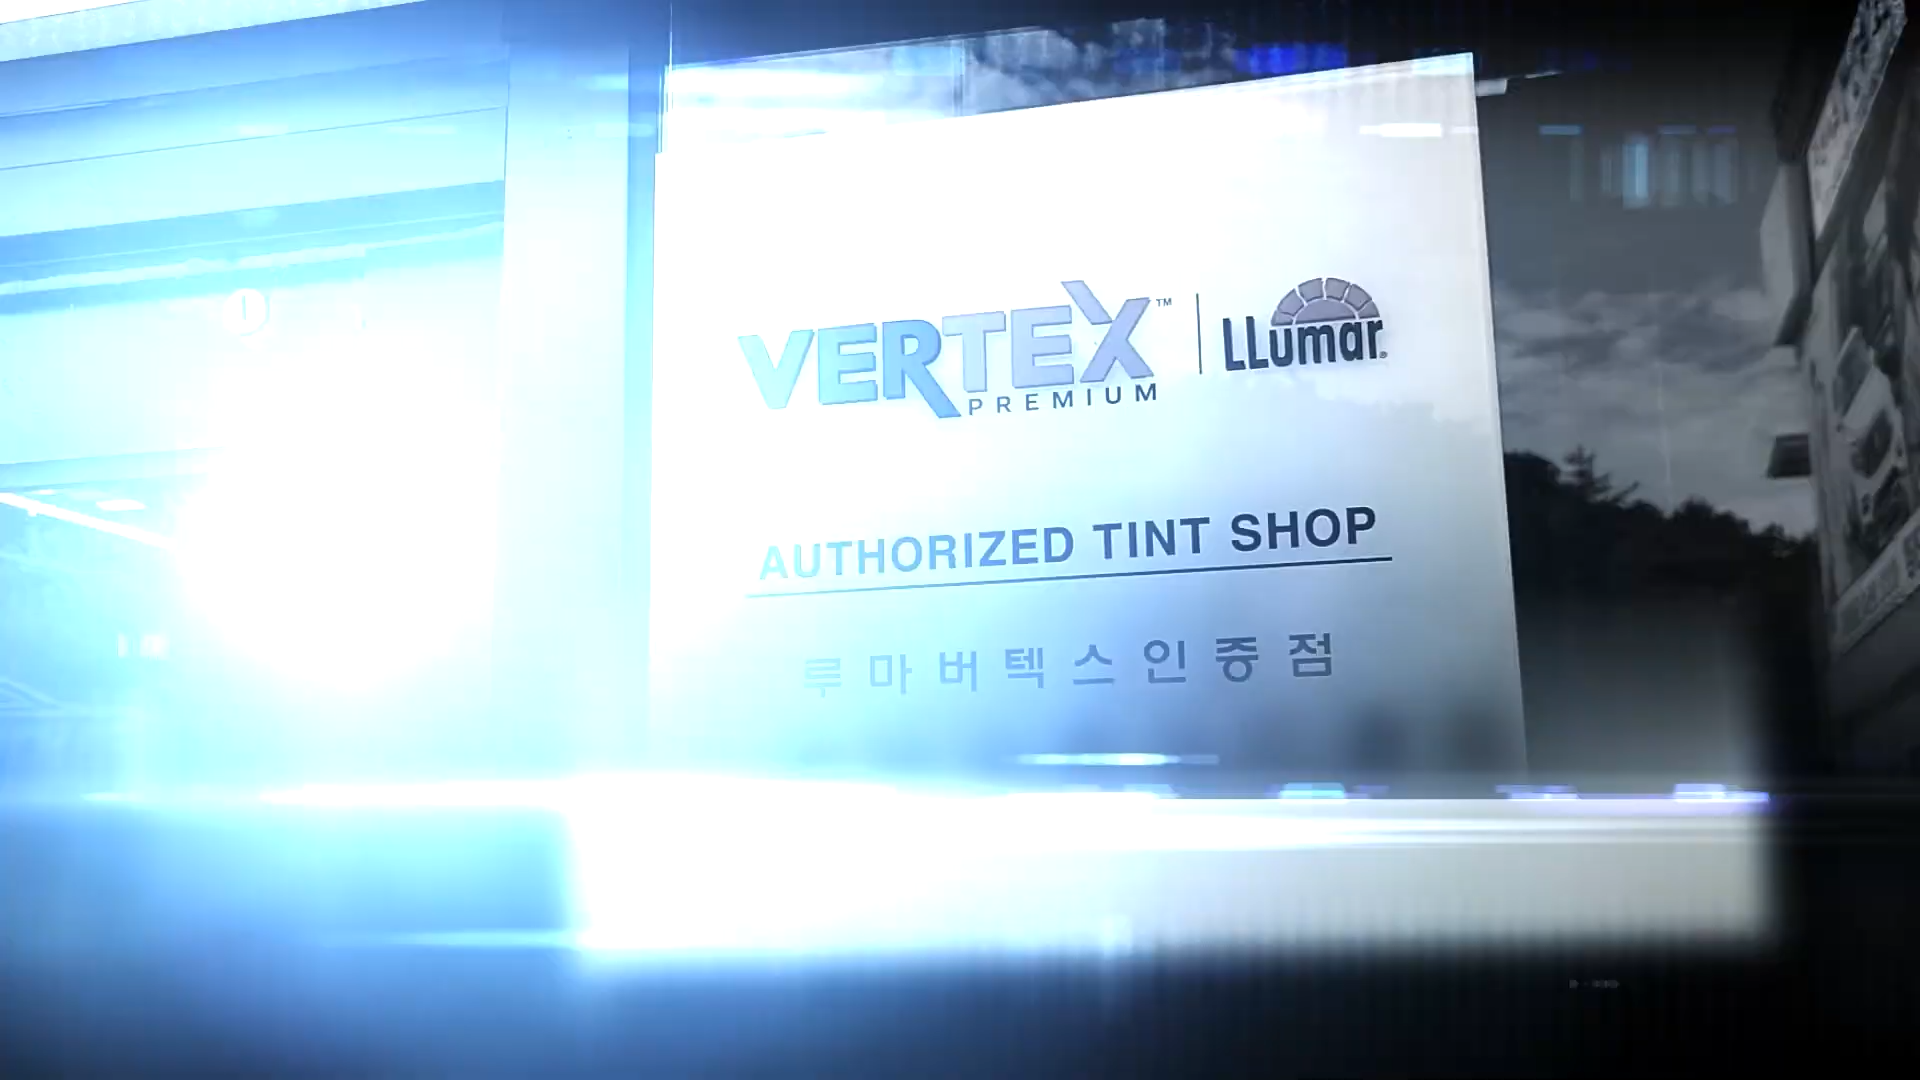 VERTEX™ | LLumar®
PREMIUM
AUTHORIZED TINT SHOP
루마버텍스인증점